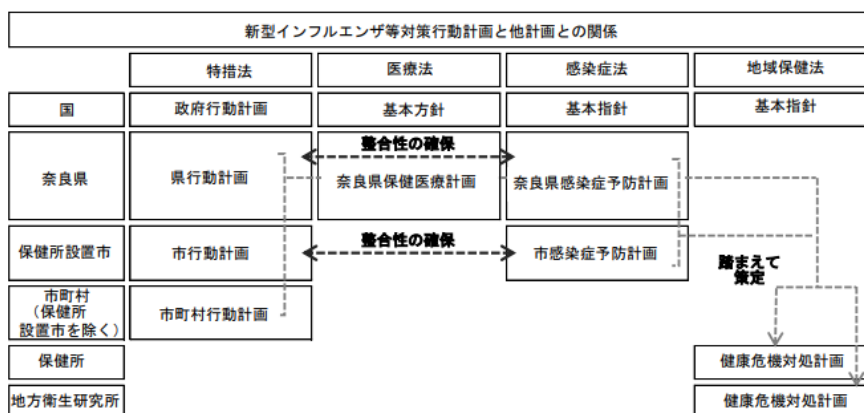 新型インフルエンザ等対策行動計画と他計画との関係
特措法
医療法
感染症法
地域保健法
国
政府行動計画
基本方針
基本指針
基本指針
整合性の確保
奈良県
県行動計画
奈良県保健医療計画
奈良県感染症予防計画
保健所設置市
市行動計画
整合性の確保
市感染症予防計画
踏まえて
策定
市町村
(保健所
設置市を除く)
市町村行動計画
保健所
健康危機対処計画
地方衛生研究所
健康危機対処計画